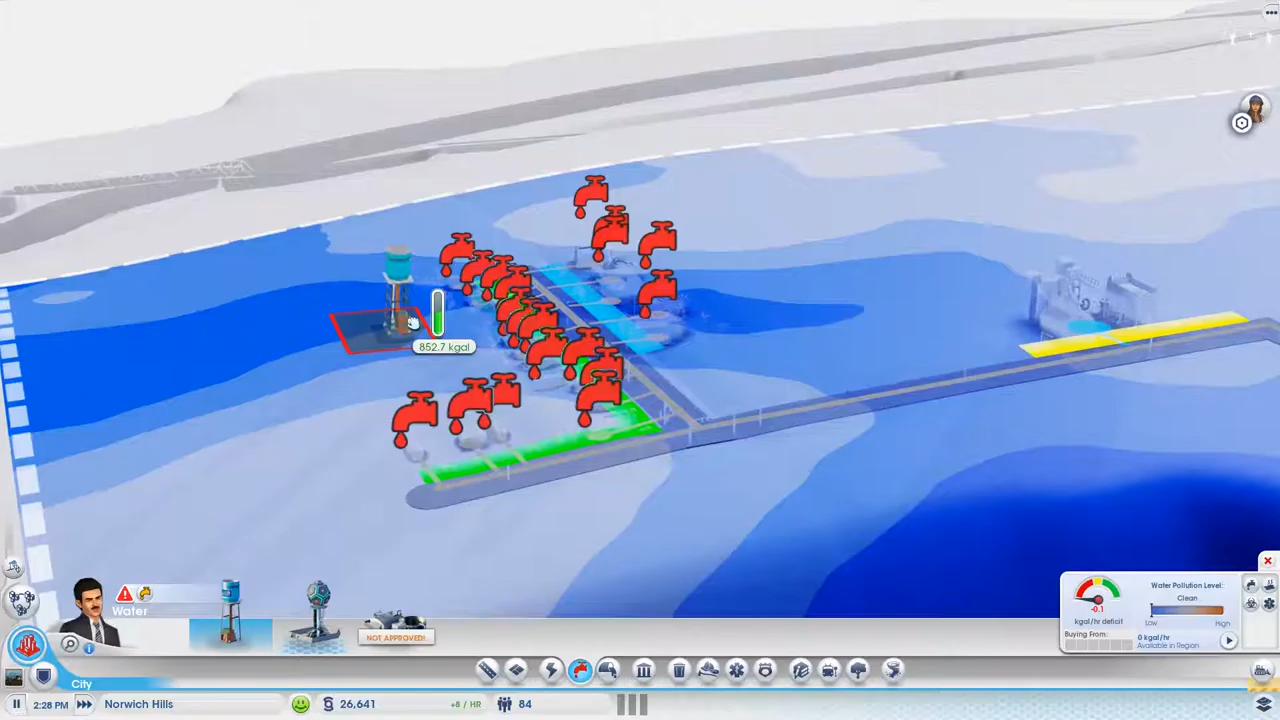 852.7 kgal
Water
NOT APPROVED!
-0.1
kgal/hr deficit
Buying From:
Water Pollution Level:
Clean
Low
High
0 kgal/hr
Available in Region
City
2:28 PM
Norwich Hills
26,641
+8 / HR
84